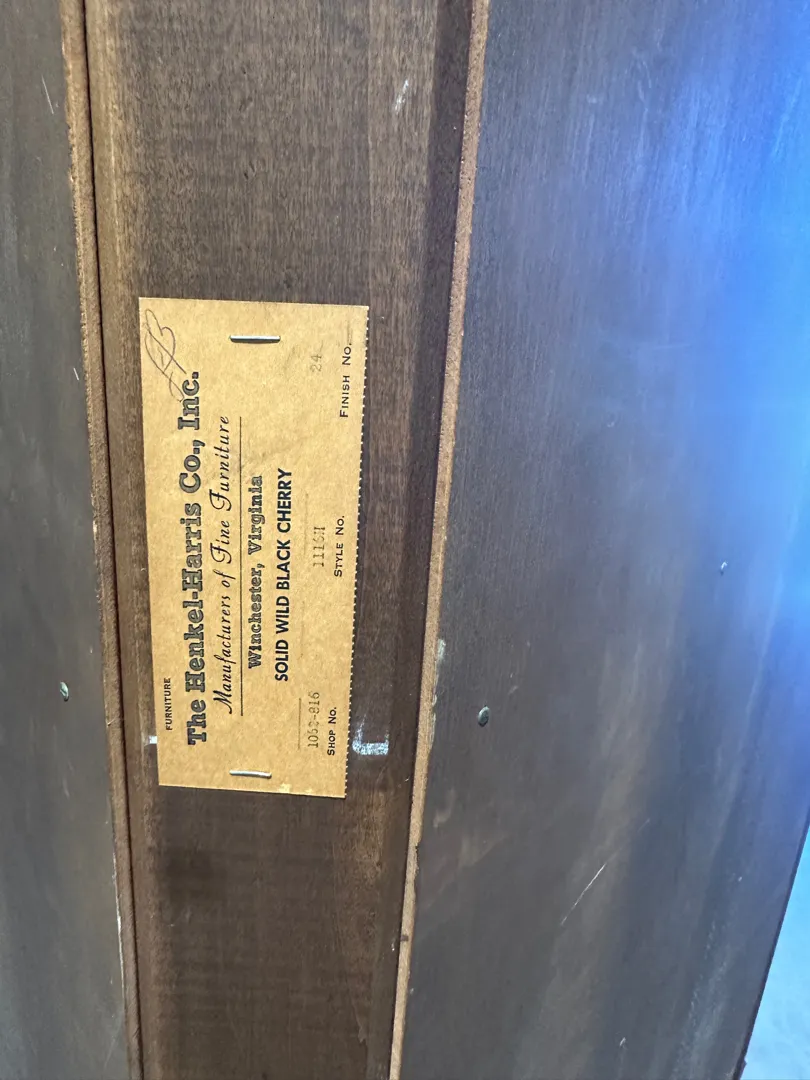 FURNITURE
The Henkel-Harris Co., Inc.
Manufacturers of Fine Furniture
Winchester, Virginia
SOLID WILD BLACK CHERRY
24
SHOP No. STYLE No. FINISH No.